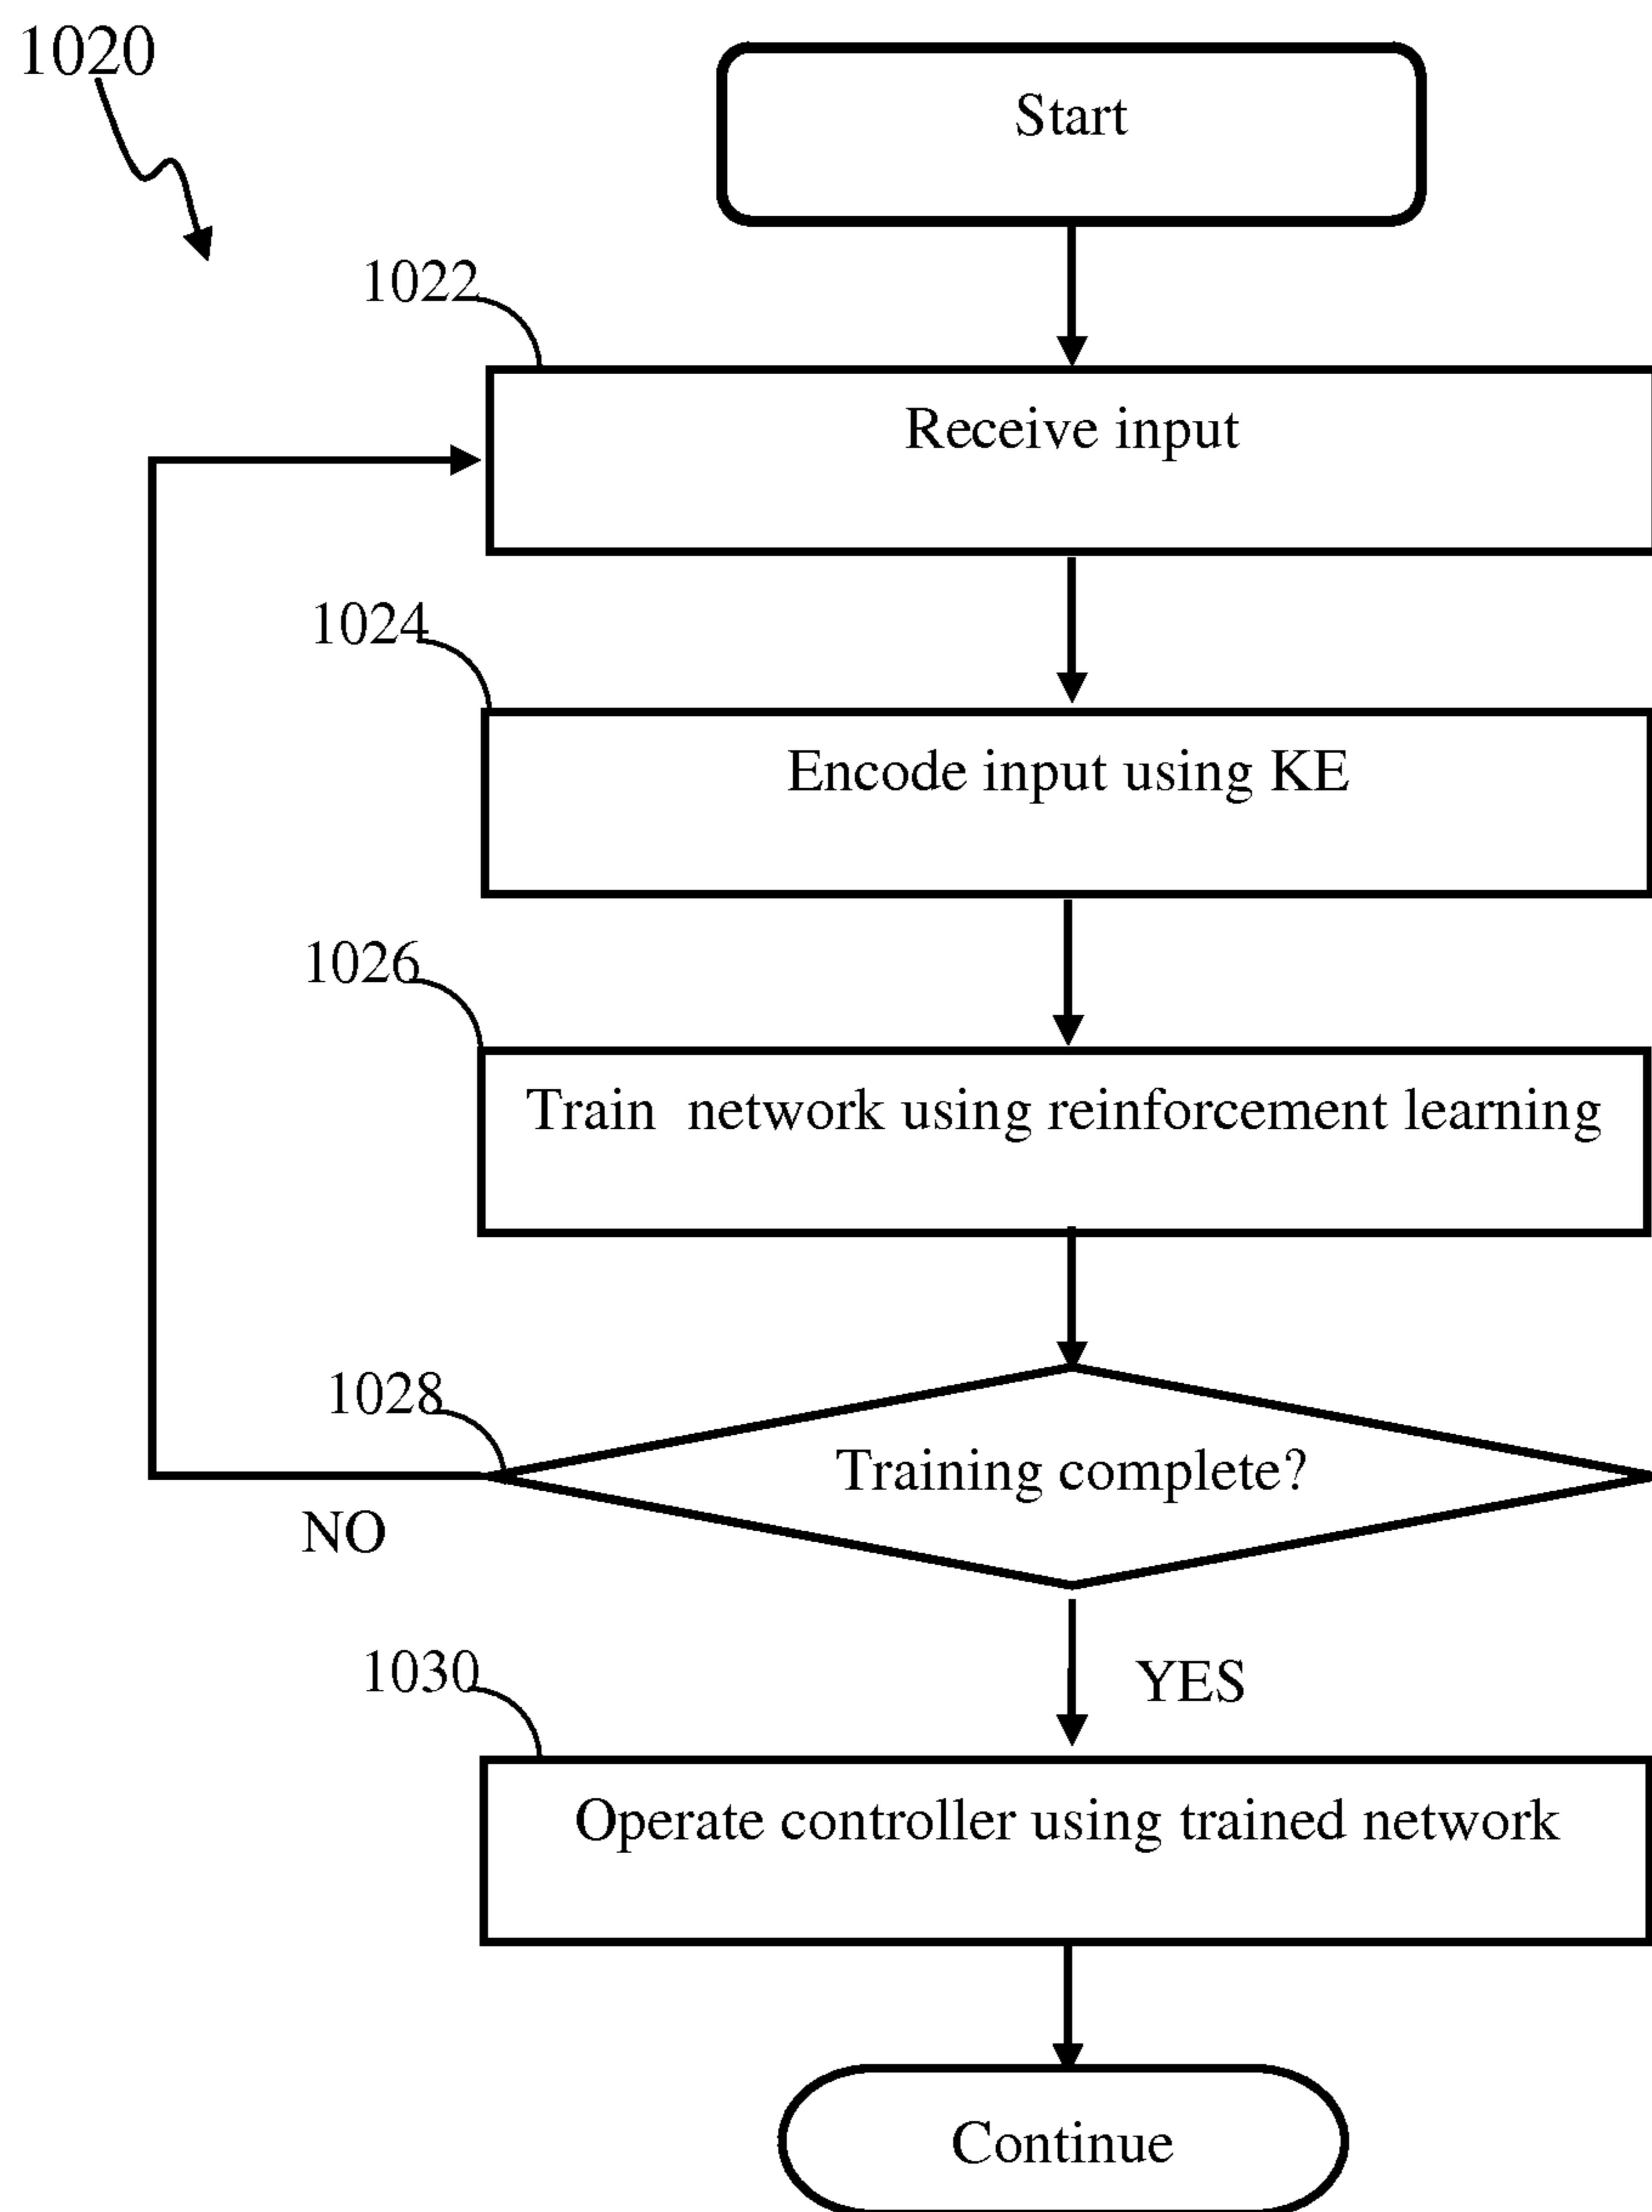 1020
Start
1022
Receive input
1024
Encode input using KE
1026
Train network using reinforcement learning
1028
Training complete?
NO
YES
1030
Operate controller using trained network
Continue